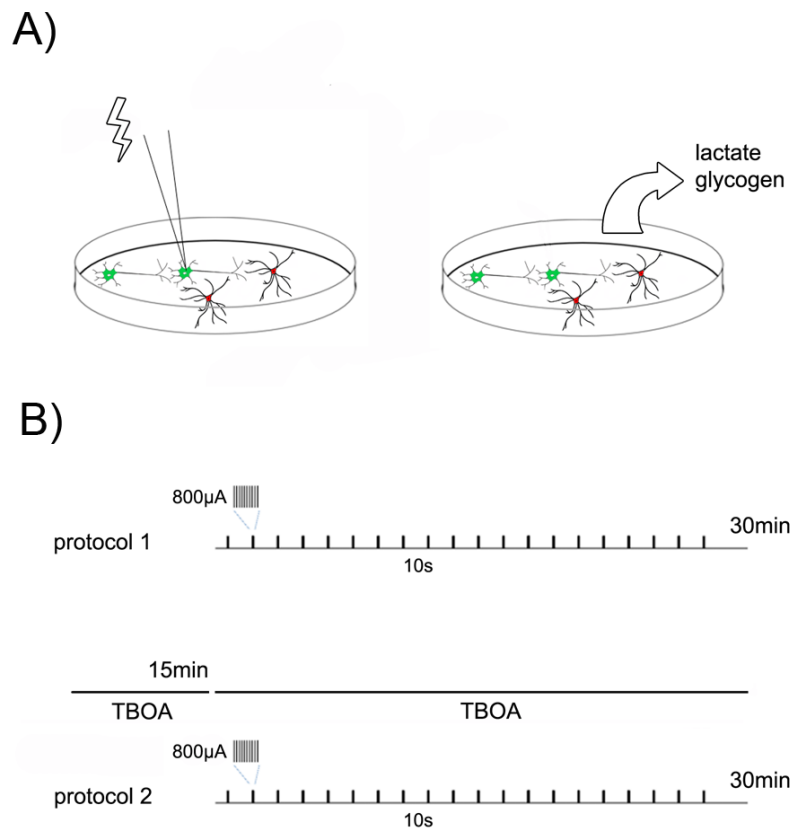 A)
lactate
glycogen
B)
800µA
protocol 1
30min
10s
15min
TBOA
TBOA
800µA
protocol 2
30min
10s